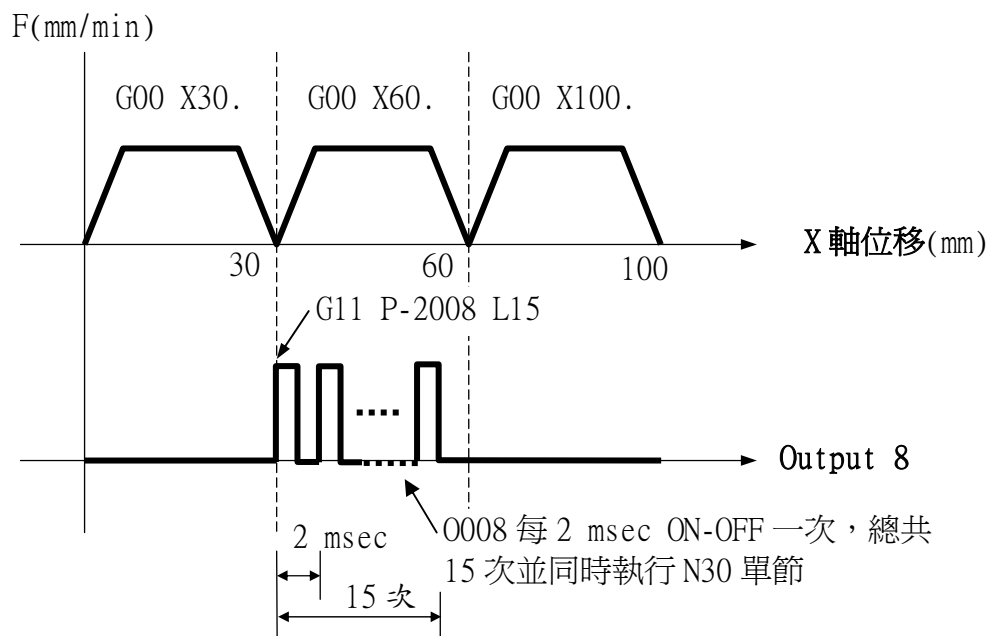 F(mm/min)
G00 X30.
G00 X60.
G00 X100.
30
60
100
X 軸位移(mm)
G11 P-2008 L15
Output 8
2 msec
O008 每 2 msec ON-OFF 一次，總共
15 次並同時執行 N30 單節
15 次